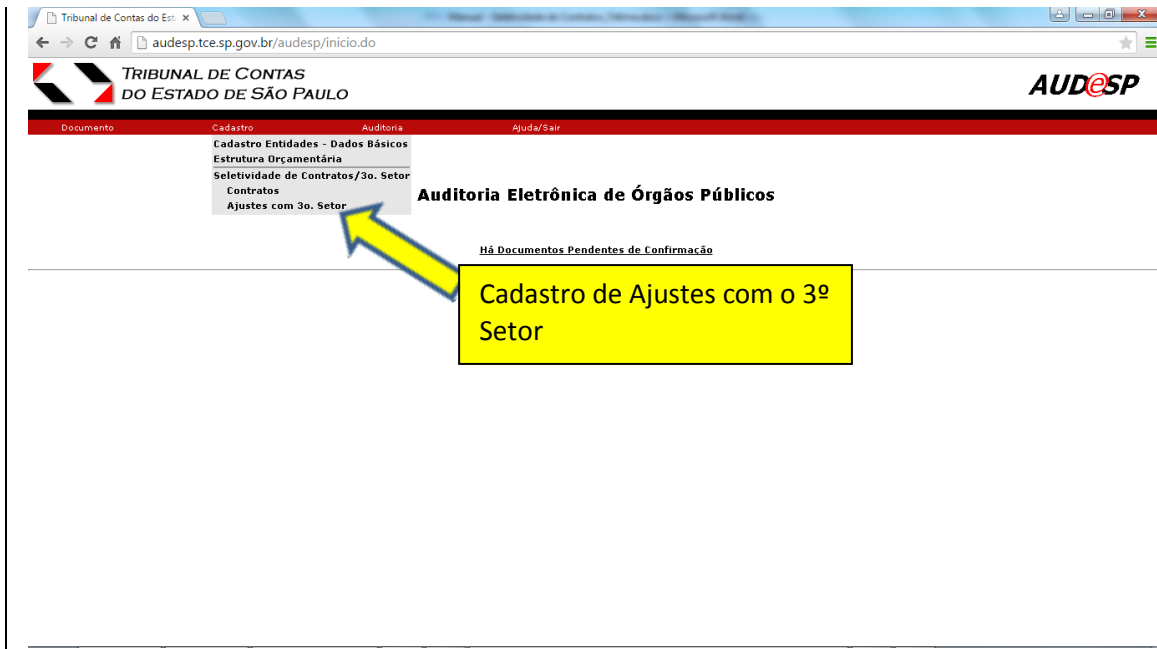 Tribunal de Contas do Est
audesp.tce.sp.gov.br/audesp/inicio.do
TRIBUNAL DE CONTAS
DO ESTADO DE SÃO PAULO
AUDeSP
Documento Cadastro Auditoria Ajuda/Sair
Cadastro Entidades - Dados Básicos
Estrutura Orçamentária
Seletividade de Contratos/3o. Setor
Contratos
Ajustes com 3o. Setor
Auditoria Eletrônica de Órgãos Públicos
Há Documentos Pendentes de Confirmação
Cadastro de Ajustes com o 3º
Setor